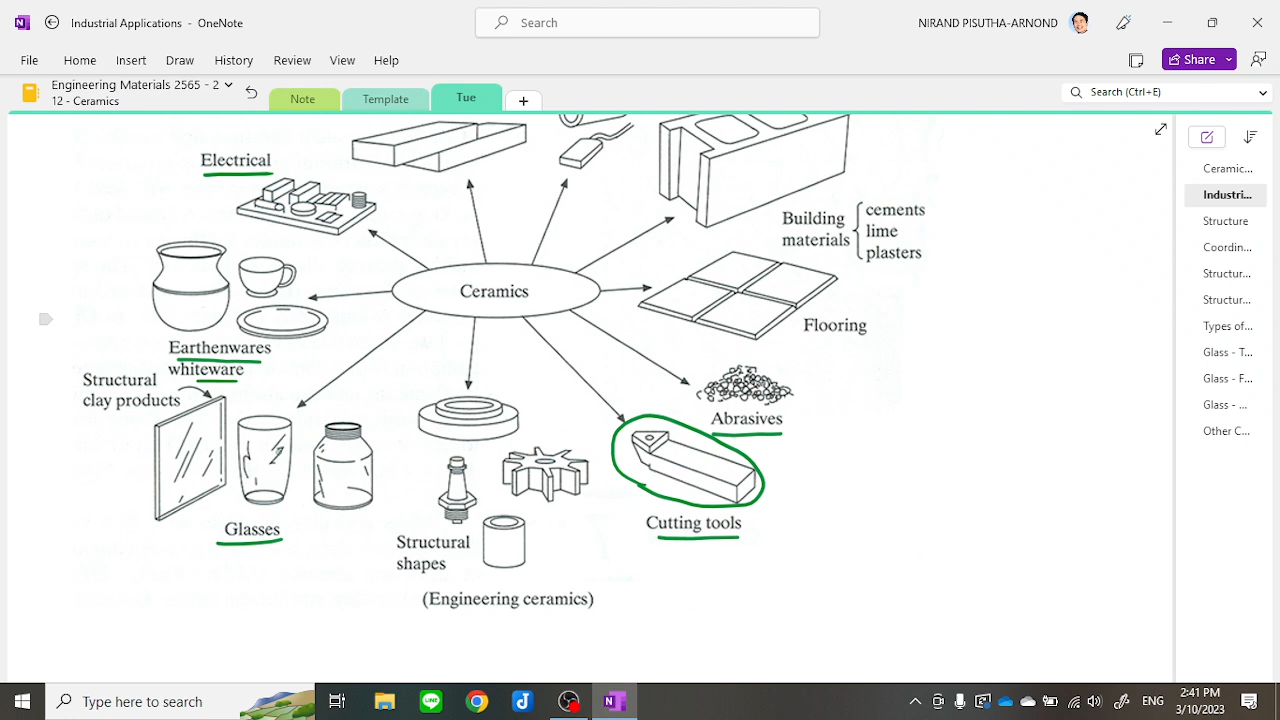 Industrial Applications - OneNote
Search
NIRAND PISUTHA-ARNOND
File Home Insert Draw History Review View Help
Share
Engineering Materials 2565 - 2
12 - Ceramics
Note
Template
Tue
+
Search (Ctrl+E)
Electrical
Building
materials
cements
lime
plasters
Ceramics
Flooring
Earthenwares
whiteware
Structural
clay products
Abrasives
Glasses
Cutting tools
Structural
shapes
(Engineering ceramics)
Ceramic...
Industri...
Structure
Coordin...
Structur...
Structur...
Types of...
Glass - T...
Glass - F...
Glass - ...
Other C...
Type here to search
LINE
ENG
2:41 PM
3/10/2023